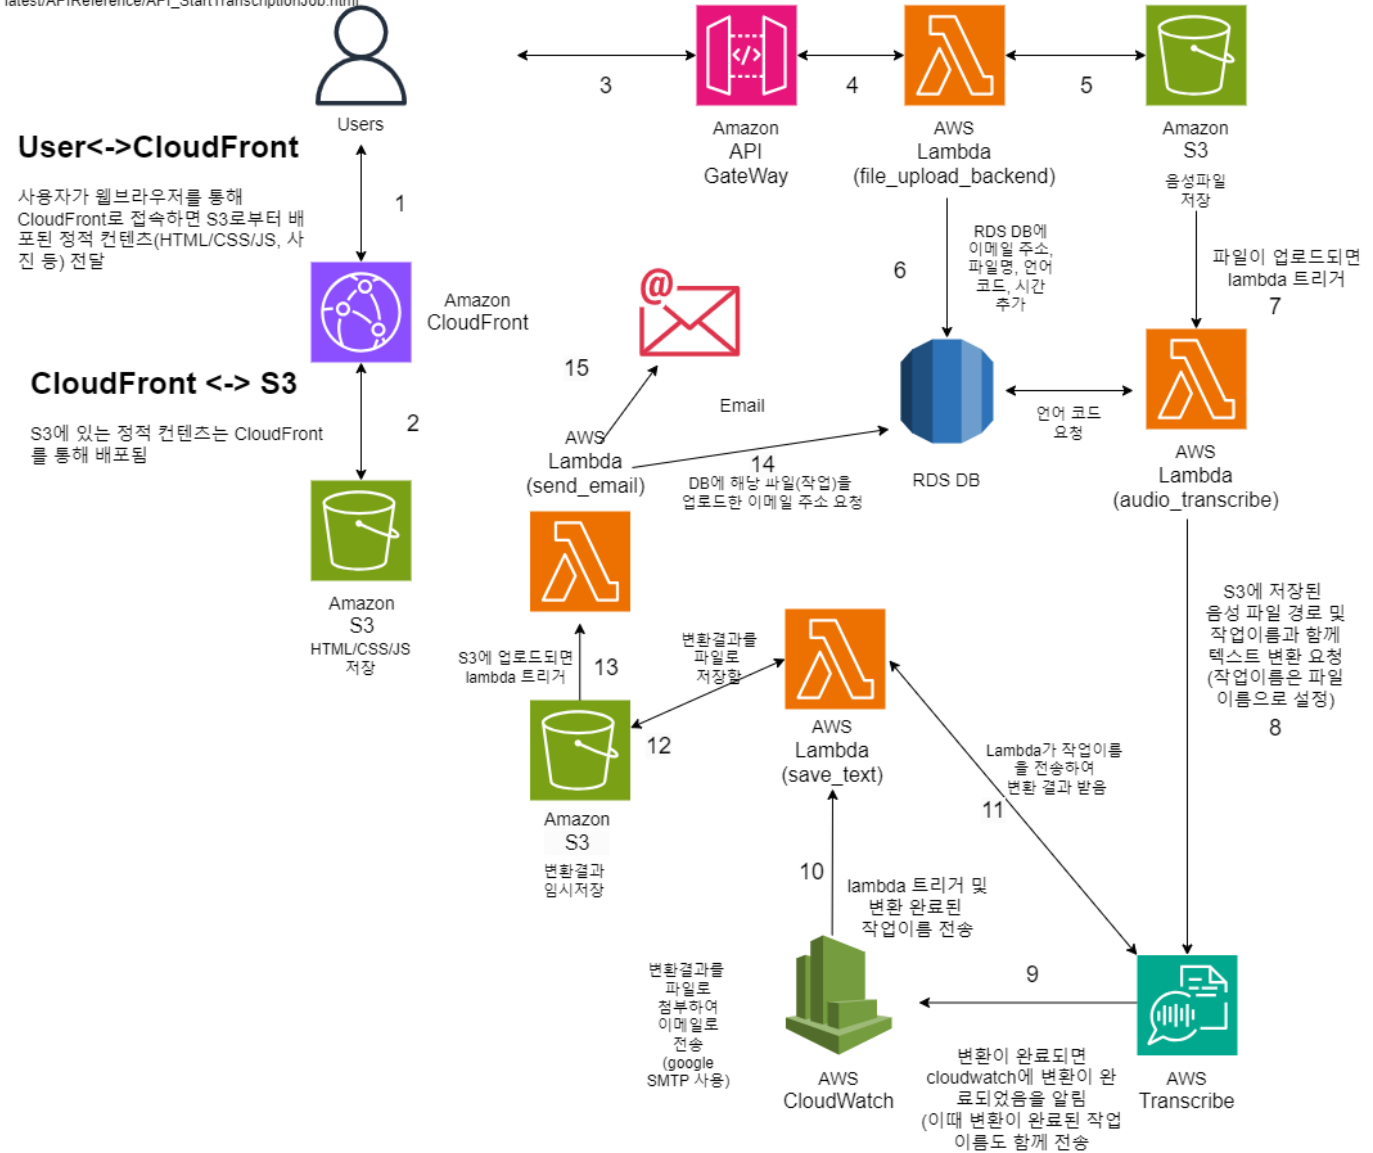 latest/APIReference/API_StartTranscriptionJob.html
Users
3
4
5
Amazon
API
GateWay
AWS
Lambda
(file_upload_backend)
Amazon
S3
음성파일
저장
User<->CloudFront
사용자가 웹브라우저를 통해
CloudFront로 접속하면 S3로부터 배
포된 정적 컨텐츠(HTML/CSS/JS, 사
진 등) 전달
1
Amazon
CloudFront
CloudFront <-> S3
S3에 있는 정적 컨텐츠는 CloudFront
를 통해 배포됨
2
Amazon
S3
HTML/CSS/JS
저장
6
RDS DB에
이메일 주소,
파일명, 언어
코드, 시간
추가
파일이 업로드되면
lambda 트리거
7
RDS DB
언어 코드
요청
AWS
Lambda
(audio_transcribe)
15
Email
AWS
Lambda
(send_email)
14
DB에 해당 파일(작업)을
업로드한 이메일 주소 요청
S3에 업로드되면
lambda 트리거
13
변환결과를
파일로
저장함
12
Amazon
S3
변환결과
임시저장
AWS
Lambda
(save_text)
S3에 저장된
음성 파일 경로 및
작업이름과 함께
텍스트 변환 요청
(작업이름은 파일
이름으로 설정)
8
Lambda가 작업이름
을 전송하여
변환 결과 받음
11
10
lambda 트리거 및
변환 완료된
작업이름 전송
변환결과를
파일로
첨부하여
이메일로
전송
(google
SMTP 사용)
AWS
CloudWatch
9
변환이 완료되면
cloudwatch에 변환이 완
료되었음을 알림
(이때 변환이 완료된 작업
이름도 함께 전송
AWS
Transcribe